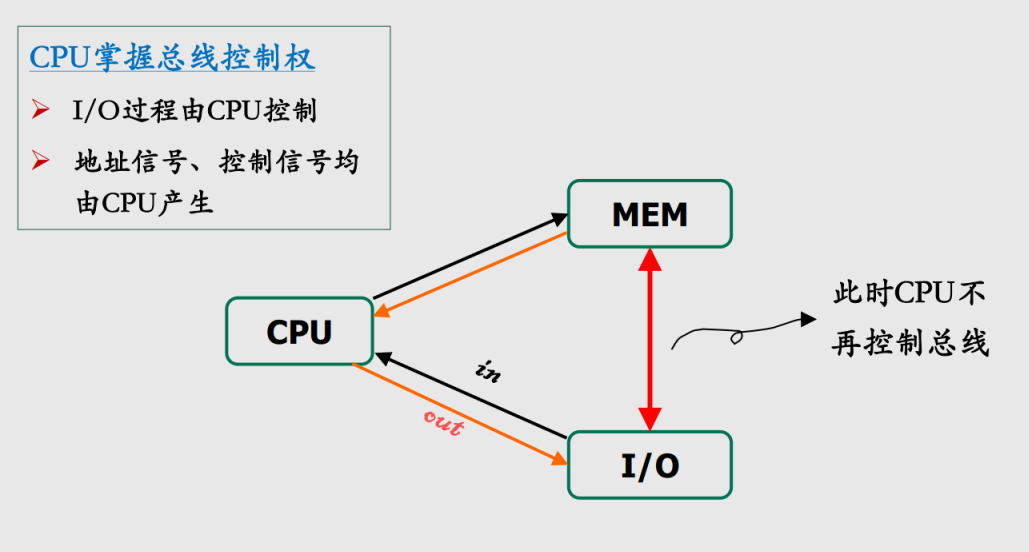 CPU掌握总线控制权
I/O过程由CPU控制
地址信号、控制信号均
由CPU产生
MEM
CPU
此时CPU不
再控制总线
in
out
I/O